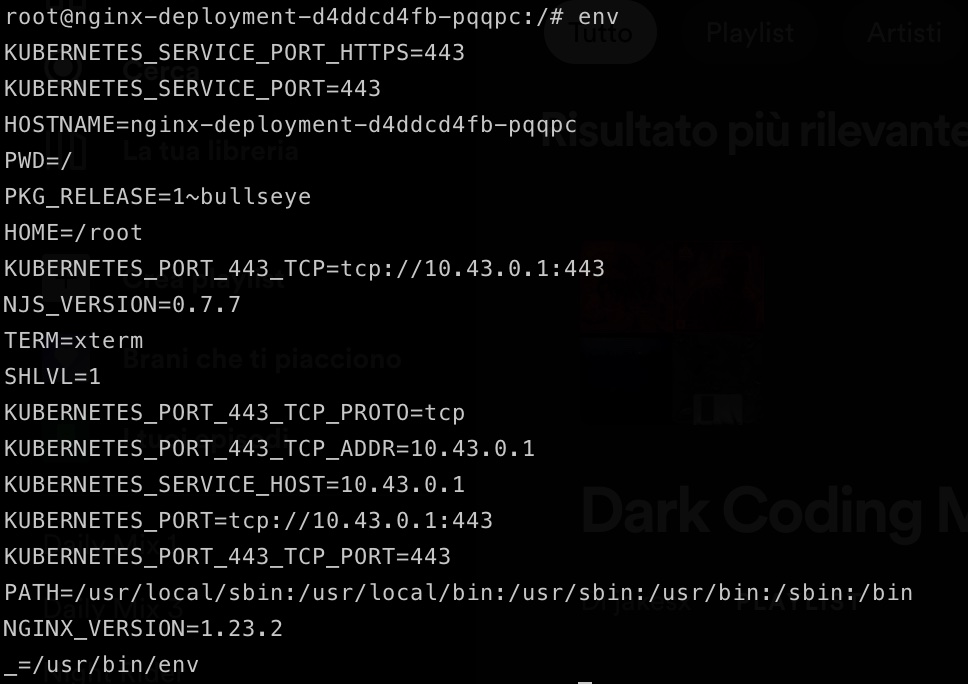 root@nginx-deployment-d4ddcd4fb-pqqpc:/# env
Tutto Playlist Artisti
KUBERNETES_SERVICE_PORT_HTTPS=443
Cerca
KUBERNETES_SERVICE_PORT=443
HOSTNAME=nginx-deployment-d4ddcd4fb-pqqpc
Risultato più rilevante
La tua libreria
PWD=/
PKG_RELEASE=1~bullseye
HOME=/root
KUBERNETES_PORT_443_TCP=tcp://10.43.0.1:443
Crea playlist
NJS_VERSION=0.7.7
TERM=xterm
Brani che ti piacciono
SHLVL=1
KUBERNETES_PORT_443_TCP_PROTO=tcp
KUBERNETES_PORT_443_TCP_ADDR=10.43.0.1
KUBERNETES_SERVICE_HOST=10.43.0.1
KUBERNETES_PORT=tcp://10.43.0.1:443
Dark Coding M
Daily Mix 1
KUBERNETES_PORT_443_TCP_PORT=443
PATH=/usr/local/sbin:/usr/local/bin:/usr/sbin:/usr/bin:/sbin:/bin
Daily Mix 3
PLAYLIST
NGINX_VERSION=1.23.2
_=/usr/bin/env
Night Rider